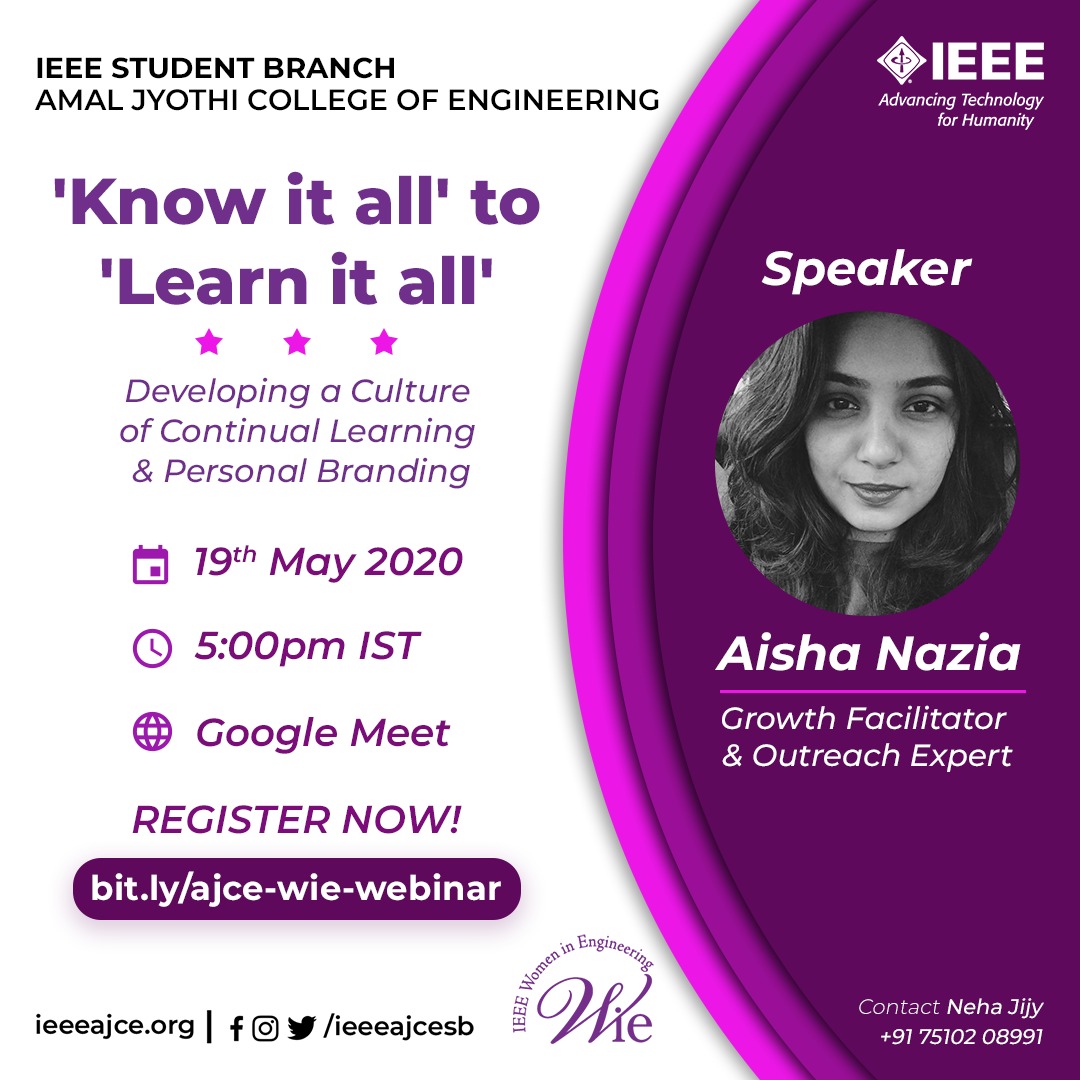 IEEE STUDENT BRANCH
AMAL JYOTHI COLLEGE OF ENGINEERING
IEEE
Advancing Technology
for Humanity
'Know it all' to
'Learn it all'
Developing a Culture
of Continual Learning
& Personal Branding
19th May 2020
5:00pm IST
Google Meet
REGISTER NOW!
bit.ly/ajce-wie-webinar
Speaker
Aisha Nazia
Growth Facilitator
& Outreach Expert
ieeeajce.org | /ieeeajcesb
IEEE Women in Engineering
Wie
Contact Neha Jijy
+91 75102 08991